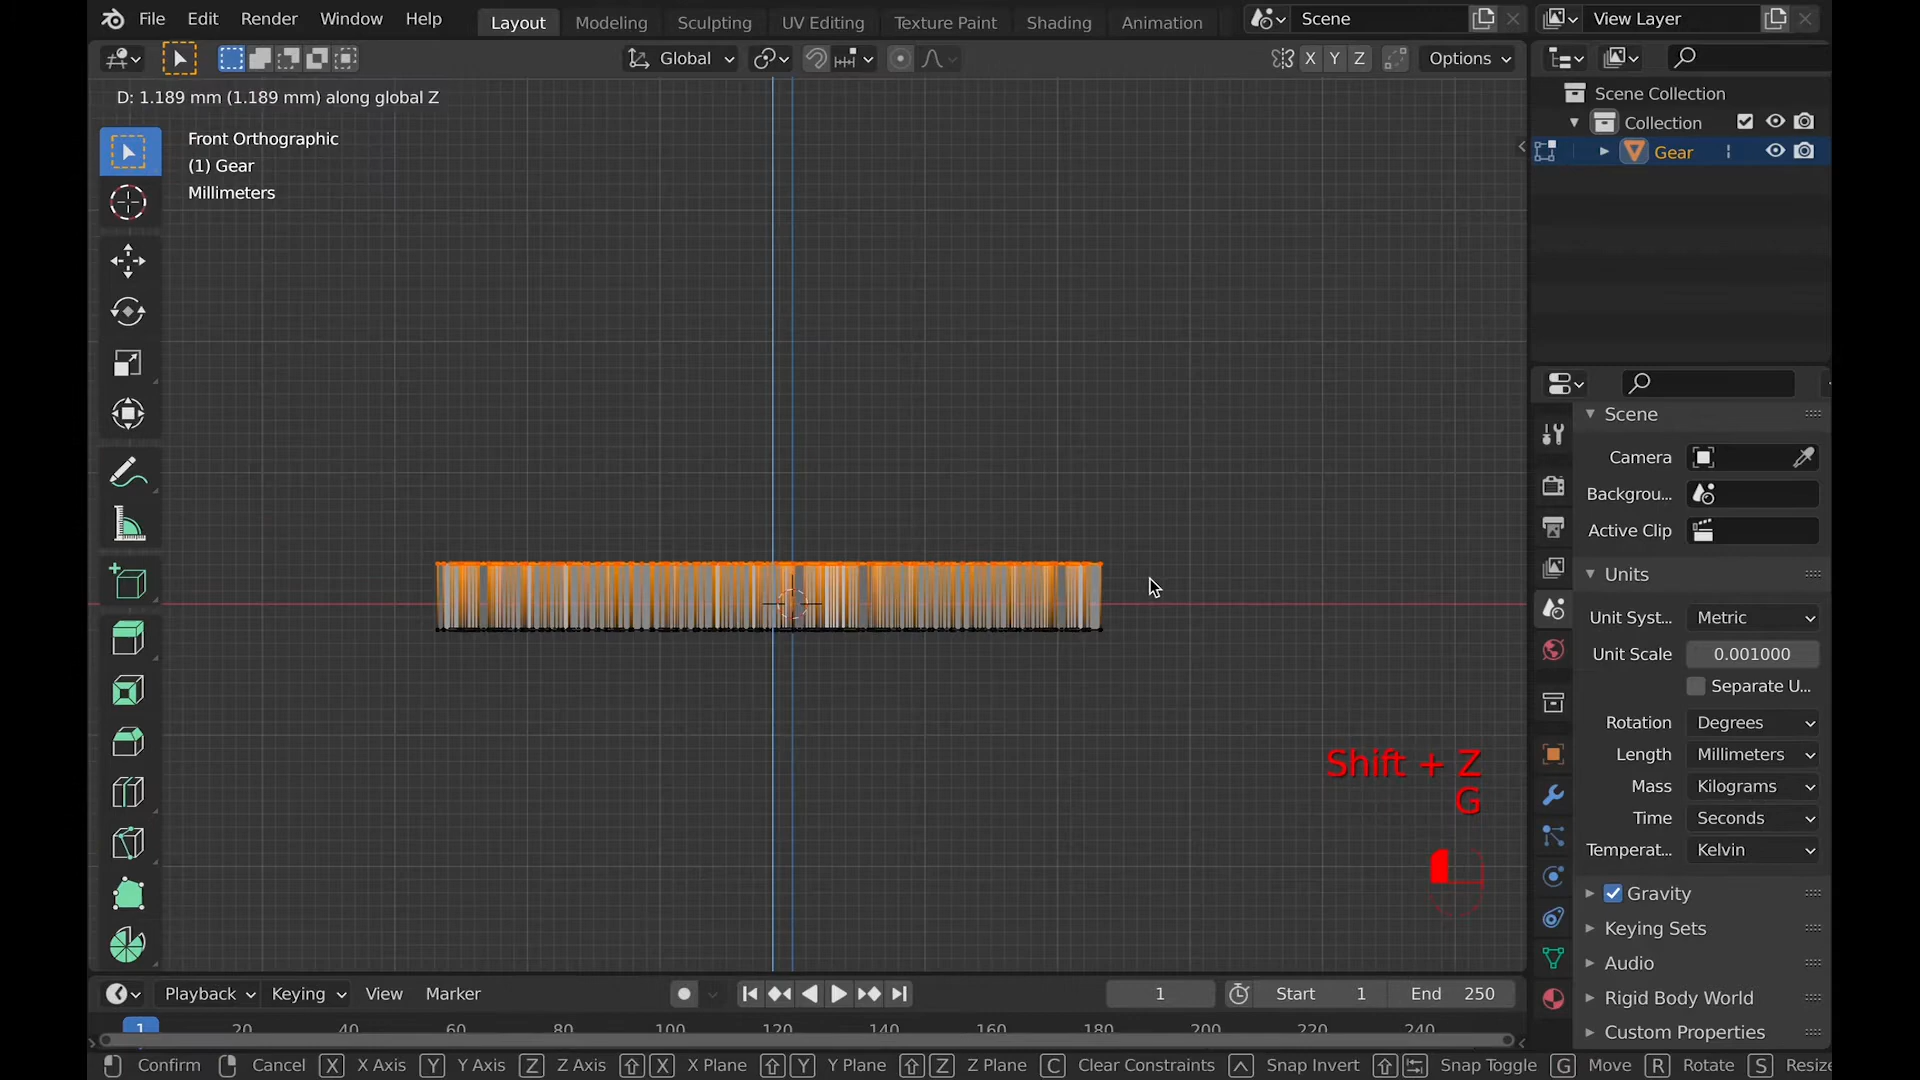 File Edit Render Window Help Layout Modeling Sculpting UV Editing Texture Paint Shading Animation Scene View Layer
Global X Y Z Options
D: 1.189 mm (1.189 mm) along global Z
Front Orthographic
(1) Gear
Millimeters
Scene Collection
Collection
Gear
Scene
Camera
Backgrou...
Active Clip
Units
Unit Syst... Metric
Unit Scale 0.001000
Separate U...
Rotation Degrees
Length Millimeters
Mass Kilograms
Time Seconds
Temperat... Kelvin
Gravity
Keying Sets
Audio
Rigid Body World
Custom Properties
Shift + Z
G
Playback Keying View Marker 1 Start 1 End 250
1 20 40 60 80 100 120 140 160 180 200 220 240
Confirm Cancel X X Axis Y Y Axis Z Z Axis X X Plane Y Y Plane Z Z Plane C Clear Constraints Snap Invert Snap Toggle G Move R Rotate S Resize